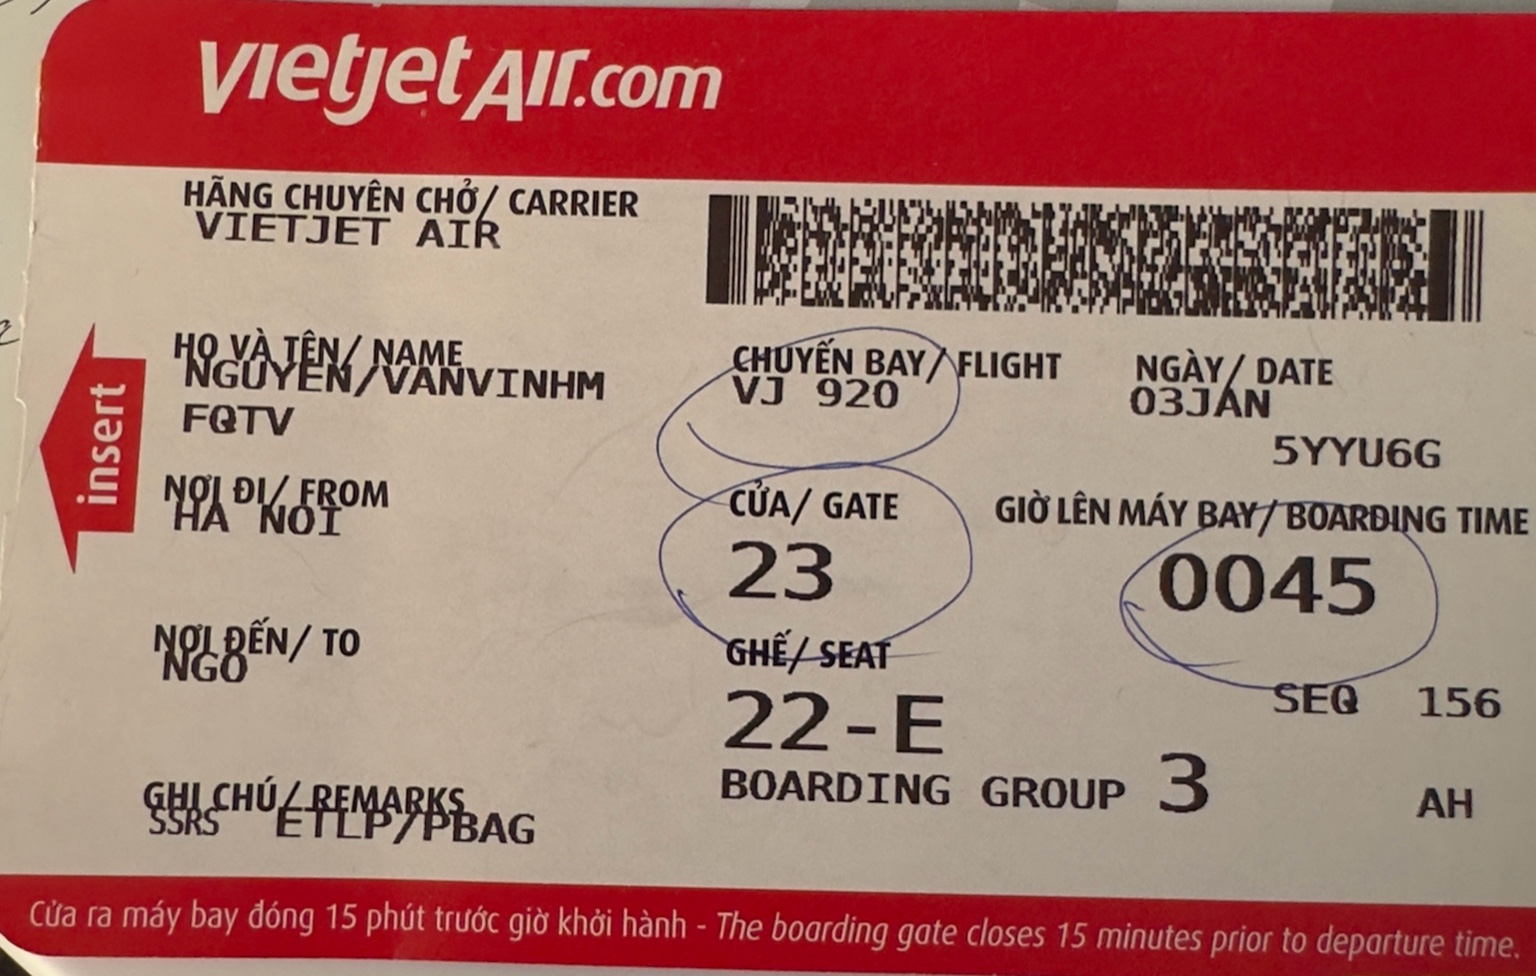 vietjetAir.com
HÃNG CHUYÊN CHỞ/ CARRIER
VIETJET AIR
HỌ VÀ TÊN/ NAME
NGUYEN/VANVINHM
FQTV
CHUYẾN BAY/ FLIGHT
VJ 920
NGÀY/ DATE
03JAN
5YYU6G
insert
NƠI ĐI/ FROM
HA NOI
CỬA/ GATE
23
GIỜ LÊN MÁY BAY/ BOARDING TIME
0045
NƠI ĐẾN/ TO
NGO
GHẾ/ SEAT
22-E
SEQ 156
BOARDING GROUP 3
AH
GHI CHÚ/ REMARKS
SSRS ETLP/PBAG
Cửa ra máy bay đóng 15 phút trước giờ khởi hành - The boarding gate closes 15 minutes prior to departure time.